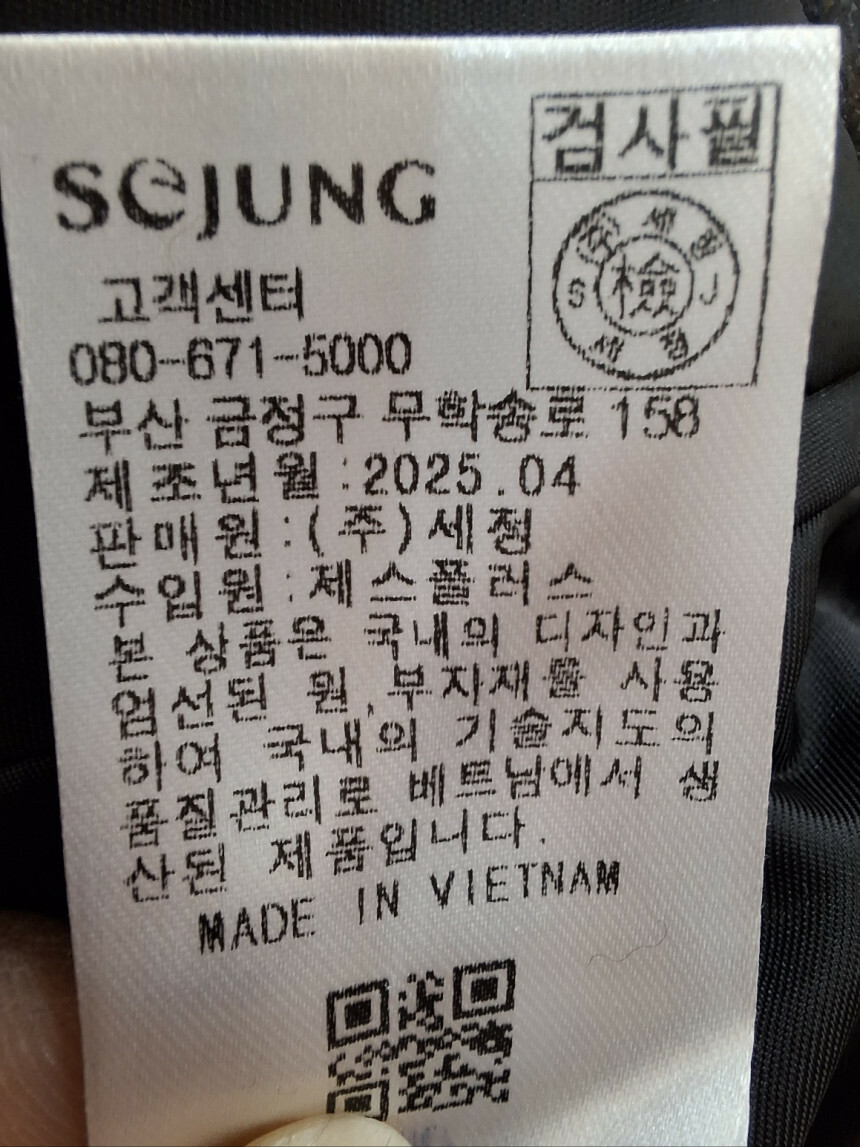 SeJUNG
검사필
S 檢 J
세 정
고객센터
080-671-5000
부산 금정구 무학송로 158
제조년월:2025.04
판매원:(주)세정
수입원:제스플러스
본 상품은 국내의 디자인과
엄선된 원,부자재를 사용
하여 국내의 기술지도의
품질관리로 베트남에서 생
산된 제품입니다.
MADE IN VIETNAM